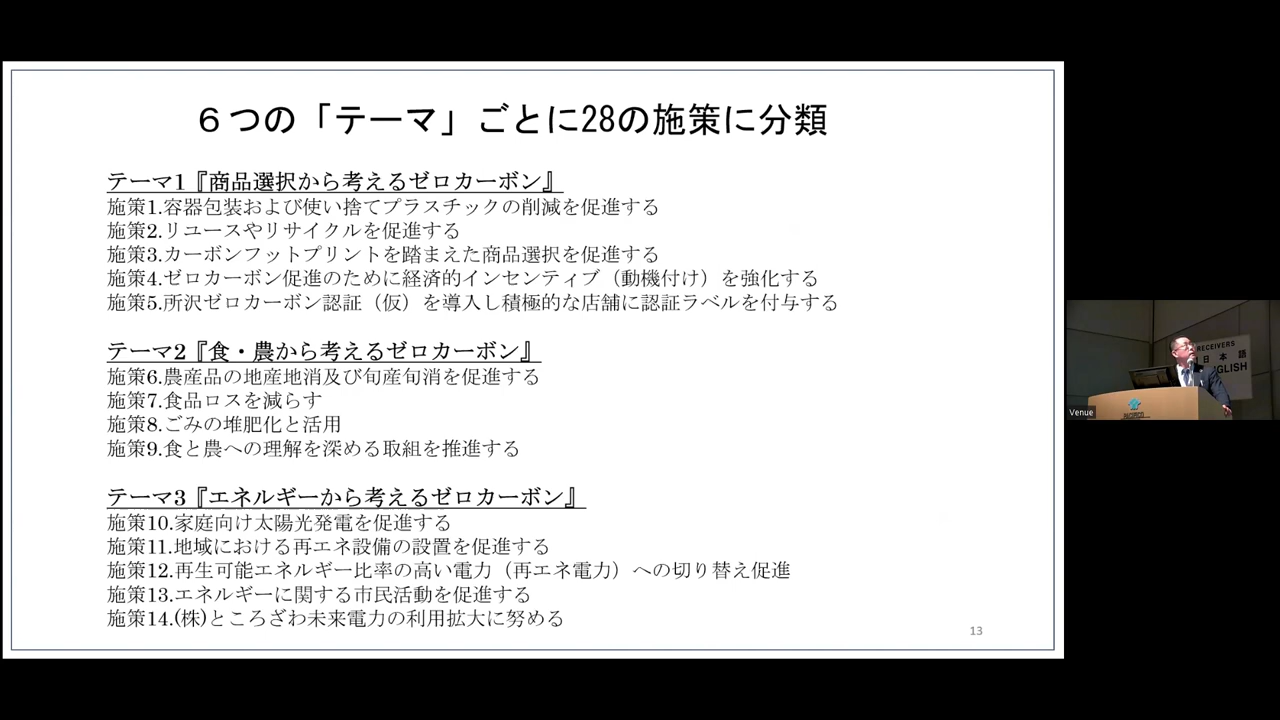 ６つの「テーマ」ごとに28の施策に分類
テーマ1『商品選択から考えるゼロカーボン』
施策1.容器包装および使い捨てプラスチックの削減を促進する
施策2.リユースやリサイクルを促進する
施策3.カーボンフットプリントを踏まえた商品選択を促進する
施策4.ゼロカーボン促進のために経済的インセンティブ（動機付け）を強化する
施策5.所沢ゼロカーボン認証（仮）を導入し積極的な店舗に認証ラベルを付与する
テーマ2『食・農から考えるゼロカーボン』
施策6.農産品の地産地消及び旬産旬消を促進する
施策7.食品ロスを減らす
施策8.ごみの堆肥化と活用
施策9.食と農への理解を深める取組を推進する
テーマ3『エネルギーから考えるゼロカーボン』
施策10.家庭向け太陽光発電を促進する
施策11.地域における再エネ設備の設置を促進する
施策12.再生可能エネルギー比率の高い電力（再エネ電力）への切り替え促進
施策13.エネルギーに関する市民活動を促進する
施策14.(株)ところざわ未来電力の利用拡大に努める
13
RECEIVERS
日本語
Venue